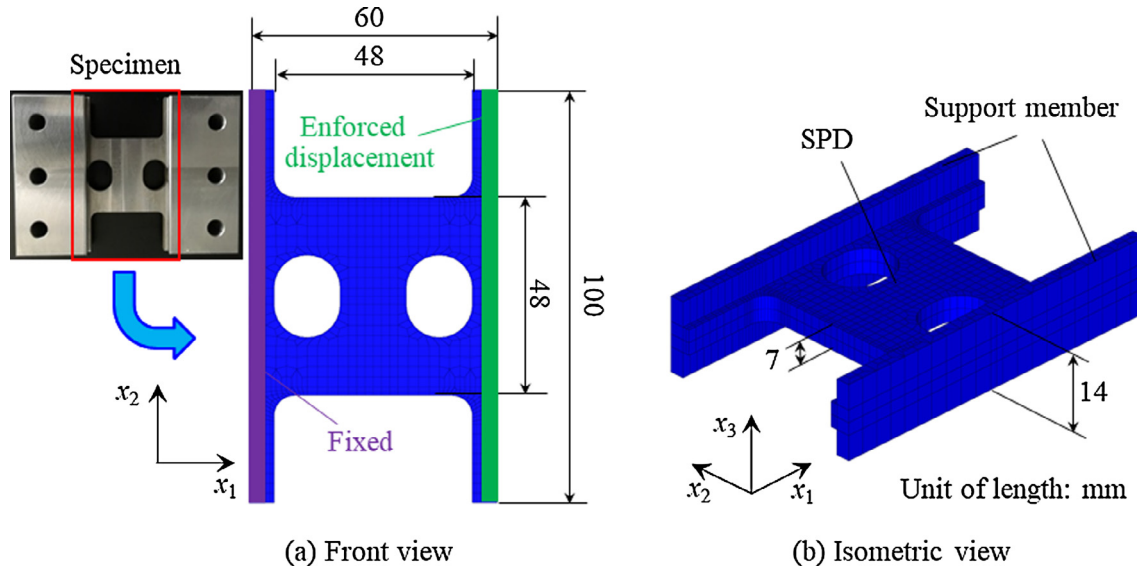 60
48
Specimen
Enforced
displacement
48
100
Fixed
x2
x1
(a) Front view
Support member
SPD
7
14
x3
x2
x1
Unit of length: mm
(b) Isometric view